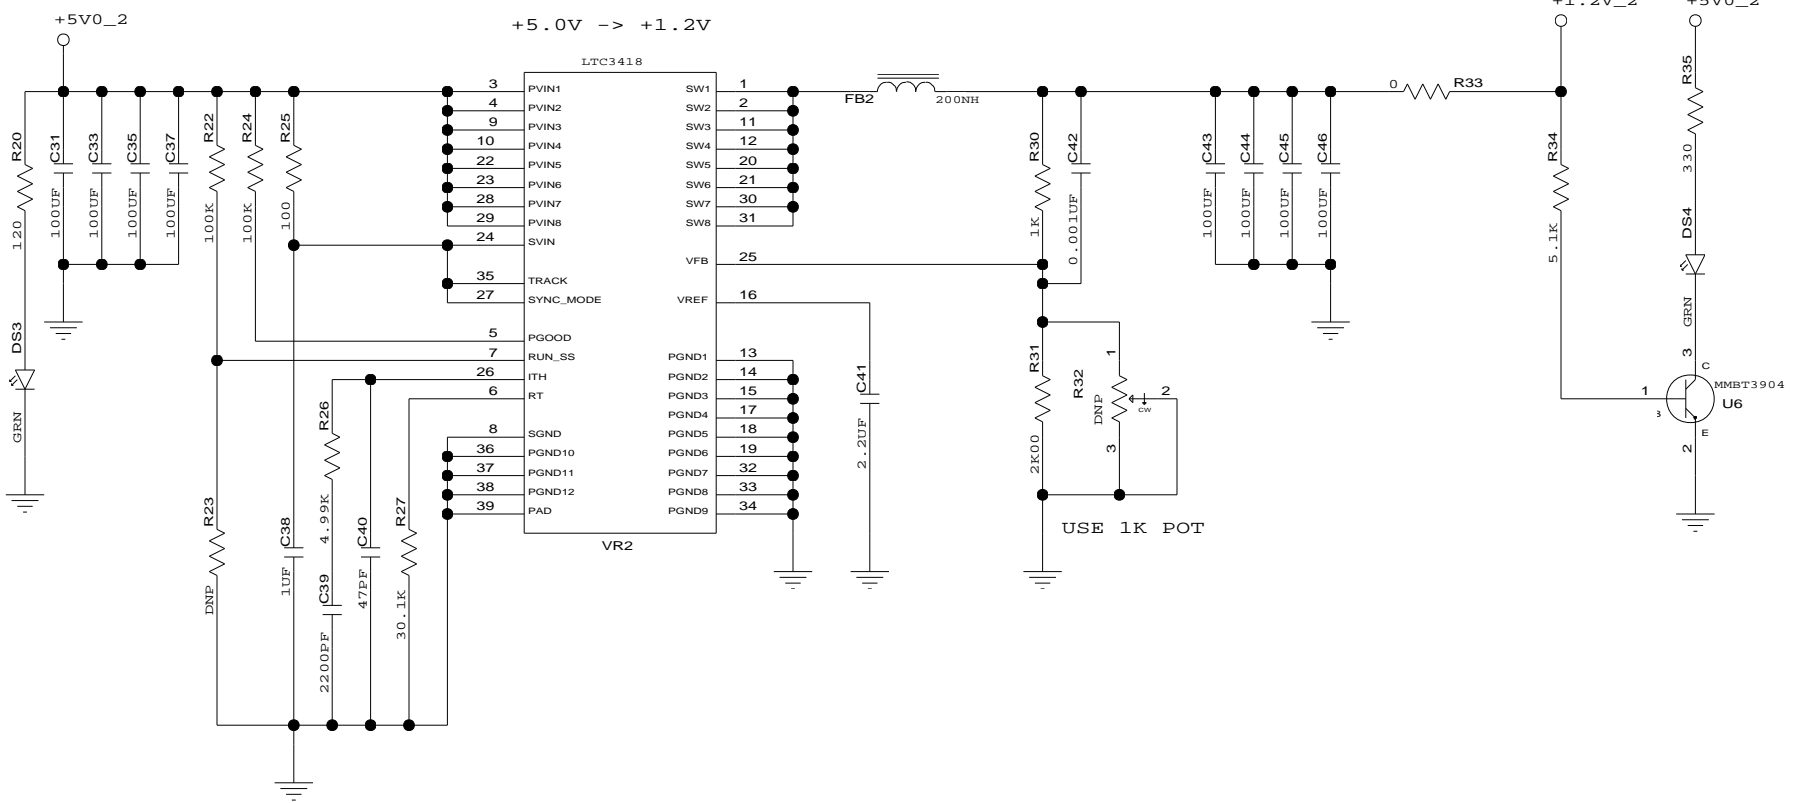 +5V0_2
+5.0V -> +1.2V
+1.2V_2
+5V0_2
LTC3418
3 PVIN1
4 PVIN2
9 PVIN3
10 PVIN4
22 PVIN5
23 PVIN6
28 PVIN7
29 PVIN8
24 SVIN
35 TRACK
27 SYNC_MODE
5 PGOOD
7 RUN_SS
26 ITH
6 RT
8 SGND
36 PGND10
37 PGND11
38 PGND12
39 PAD
SW1 1
SW2 2
SW3 11
SW4 12
SW5 20
SW6 21
SW7 30
SW8 31
VFB 25
VREF 16
PGND1 13
PGND2 14
PGND3 15
PGND4 17
PGND5 18
PGND6 19
PGND7 32
PGND8 33
PGND9 34
VR2
R20
120
DS3
GRN
C31
100UF
C33
100UF
C35
100UF
C37
100UF
R22
100K
R24
100K
R25
100
R23
DNP
C38
1UF
R26
4.99K
C39
2200PF
C40
47PF
R27
30.1K
FB2
200NH
C41
2.2UF
R30
1K
C42
0.001UF
R31
2K00
R32
DNP
1
2
3
CW
USE 1K POT
C43
100UF
C44
100UF
C45
100UF
C46
100UF
0
R33
R34
5.1K
R35
330
DS4
GRN
3
C
1
MMBT3904
U6
E
2